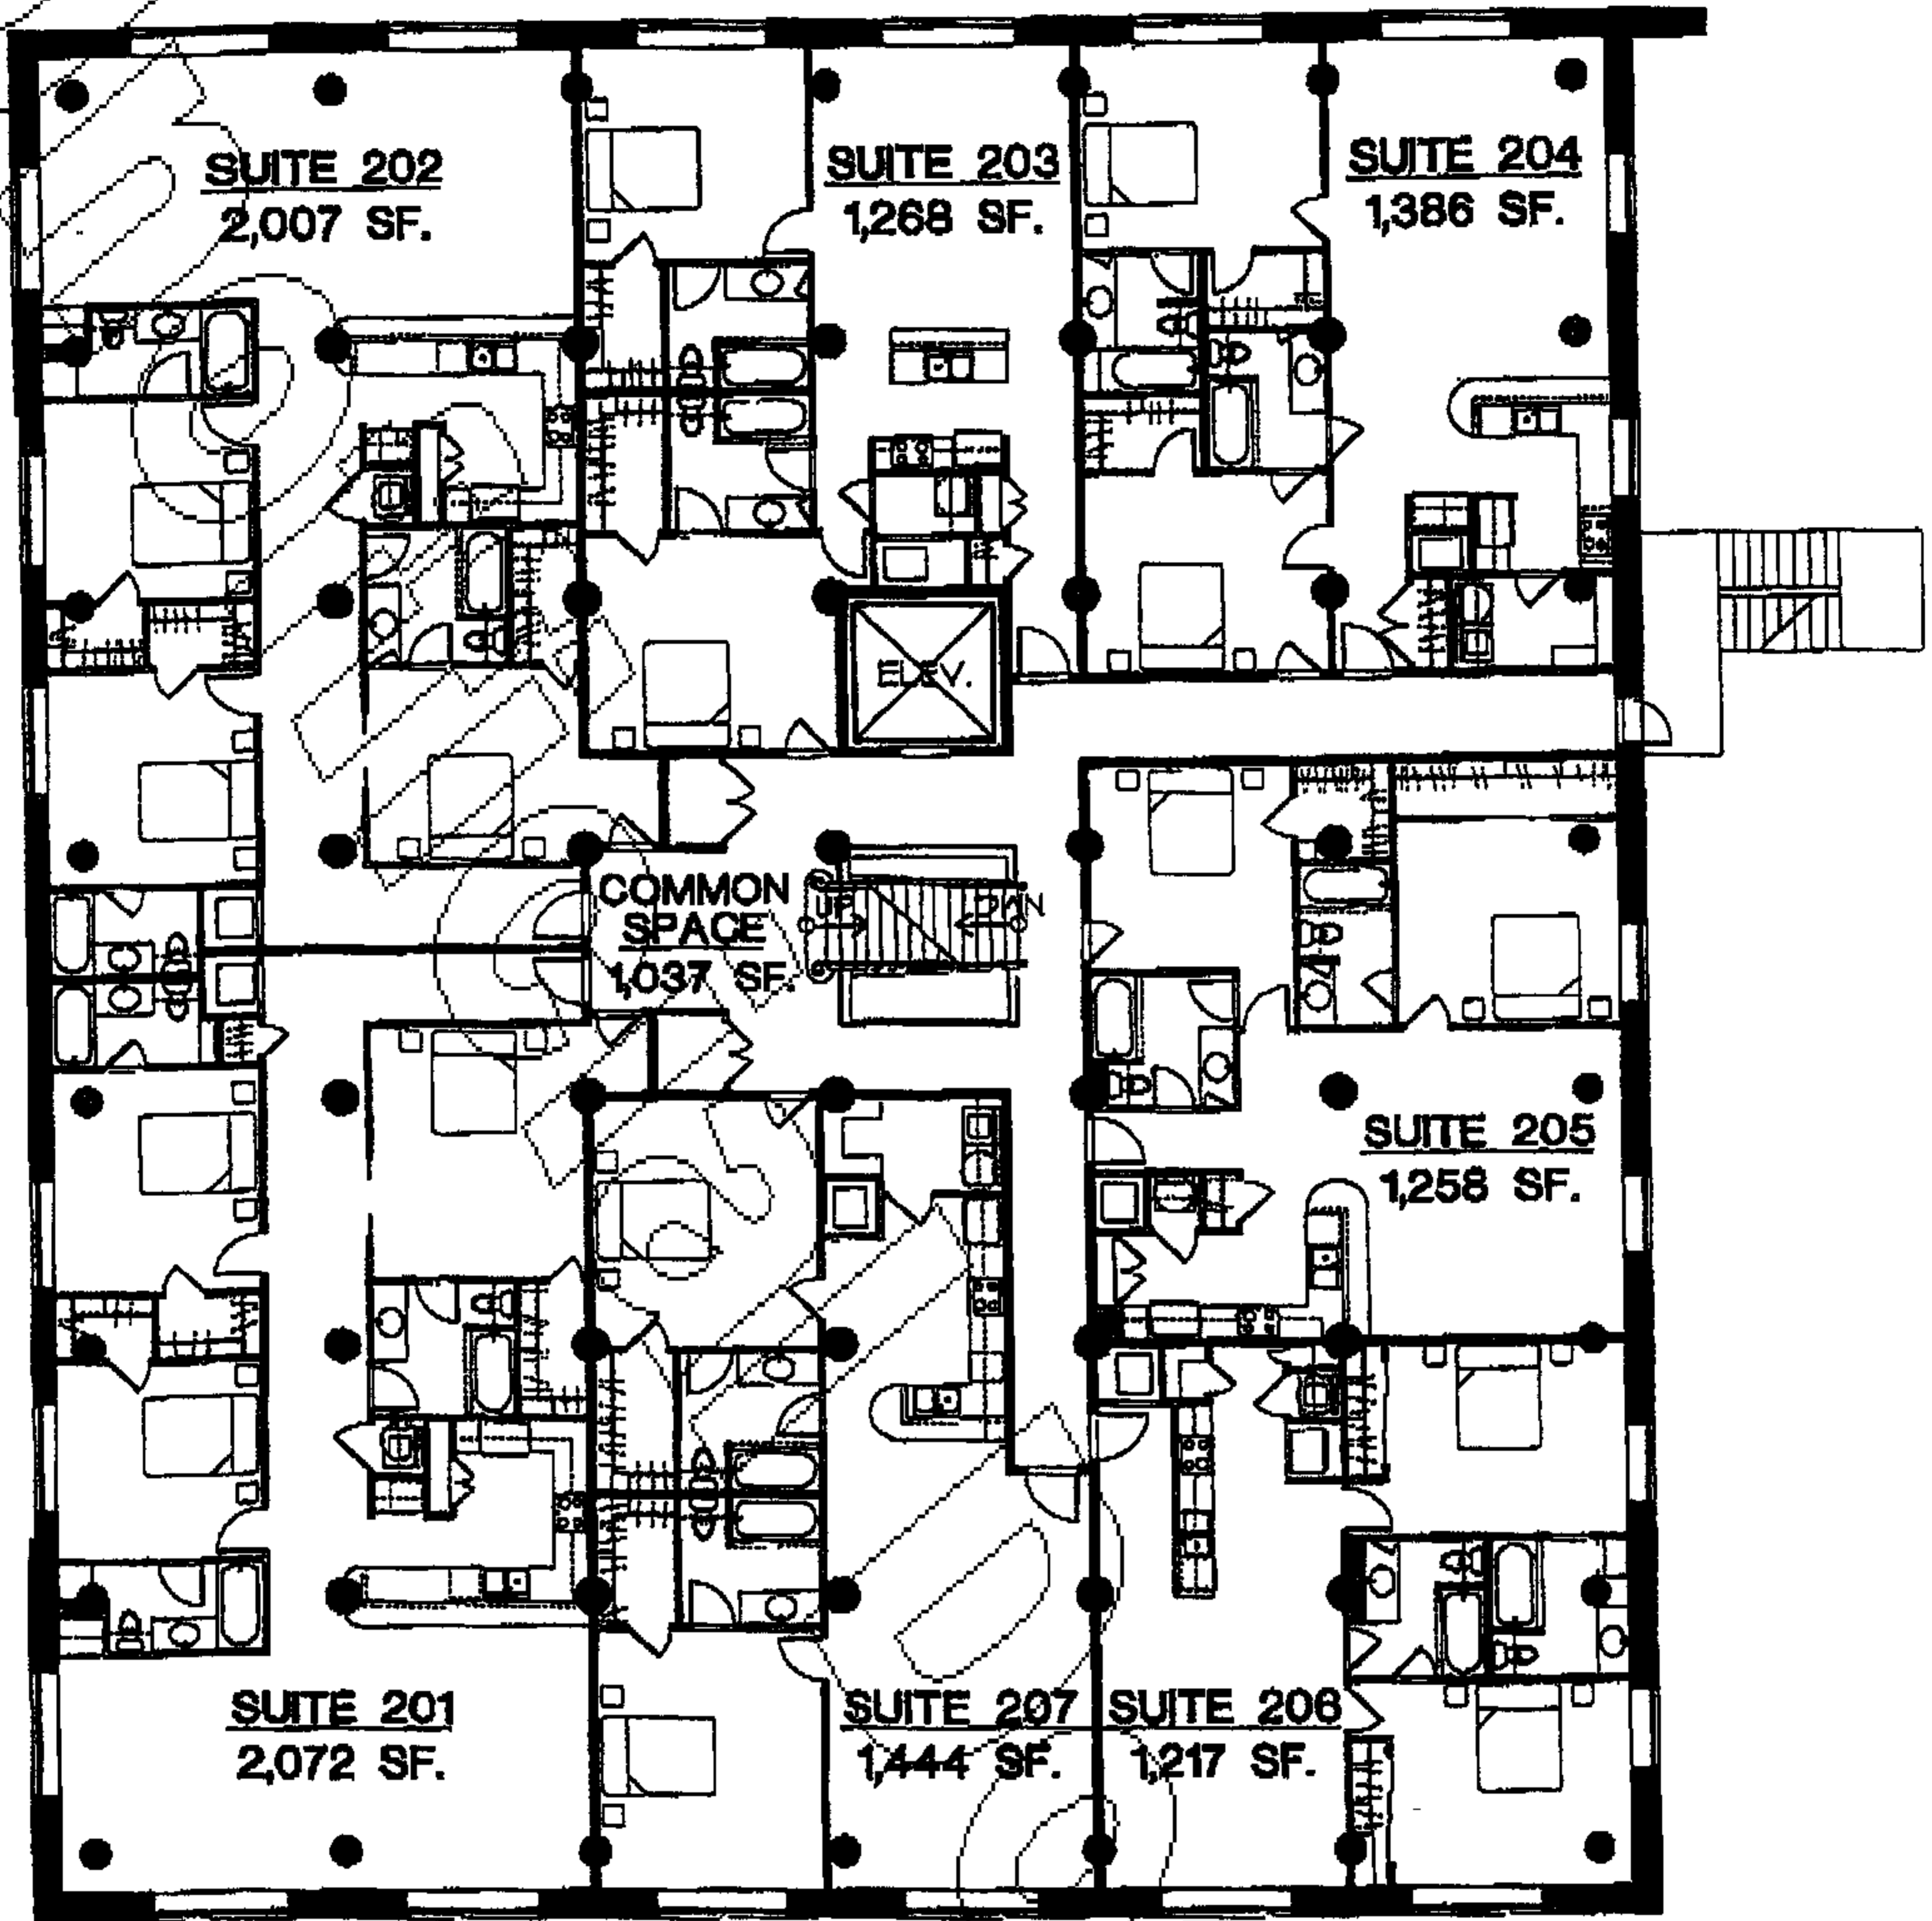 SUITE 202
2,007 SF.
SUITE 203
1,268 SF.
SUITE 204
1,386 SF.
ELEV.
COMMON
SPACE
1,037 SF.
UP
DWN
SUITE 205
1,258 SF.
SUITE 201
2,072 SF.
SUITE 207
1,444 SF.
SUITE 206
1,217 SF.